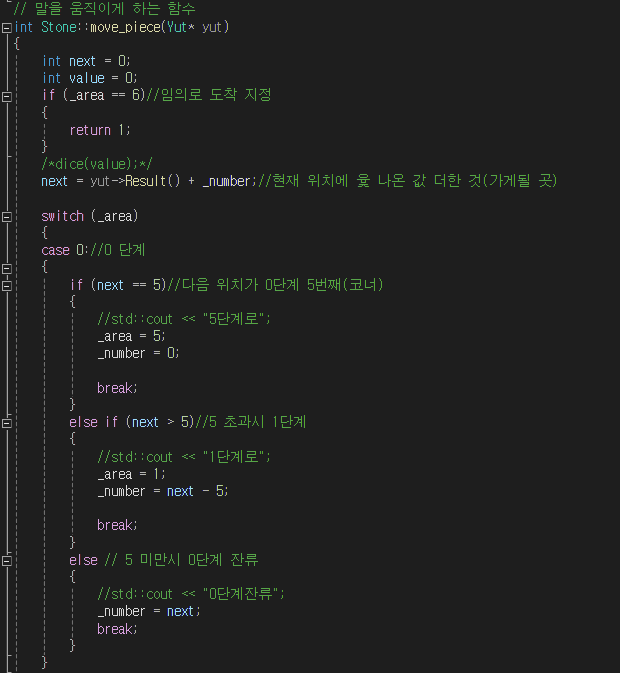 // 말을 움직이게 하는 함수
int Stone::move_piece(Yut* yut)
{
int next = 0;
int value = 0;
if (_area == 6)//임의로 도착 지정
{
return 1;
}
/*dice(value);*/
next = yut->Result() + _number;//현재 위치에 윷 나온 값 더한 것(가게될 곳)
switch (_area)
{
case 0://0 단계
{
if (next == 5)//다음 위치가 0단계 5번째(코너)
{
//std::cout << "5단계로";
_area = 5;
_number = 0;
break;
}
else if (next > 5)//5 초과시 1단계
{
//std::cout << "1단계로";
_area = 1;
_number = next - 5;
break;
}
else // 5 미만시 0단계 잔류
{
//std::cout << "0단계잔류";
_number = next;
break;
}
}